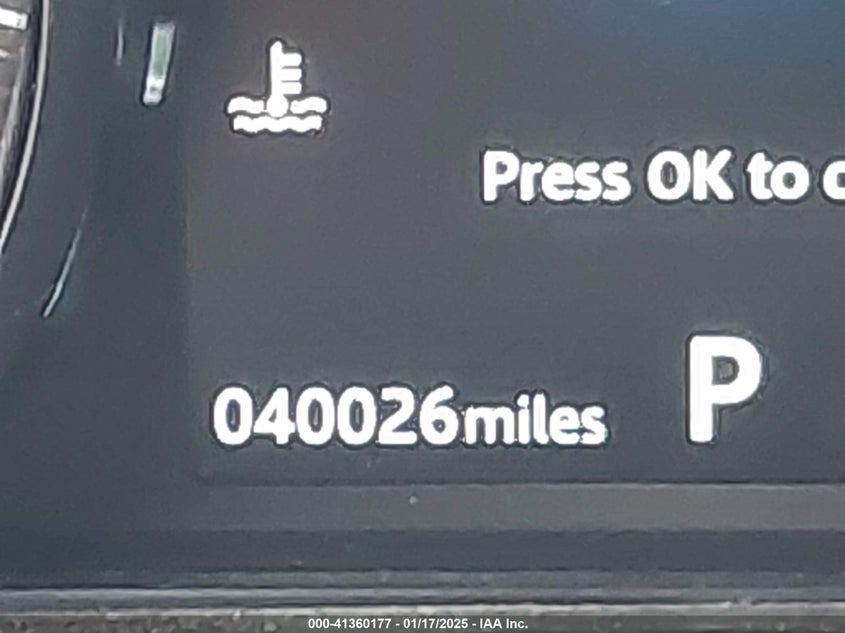 Press OK to c
040026miles
P
000-41360177 - 01/17/2025 - IAA Inc.